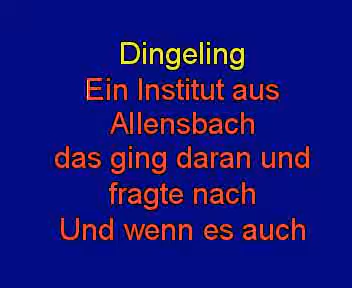 Dingeling
Ein Institut aus
Allensbach
das ging daran und
fragte nach
Und wenn es auch